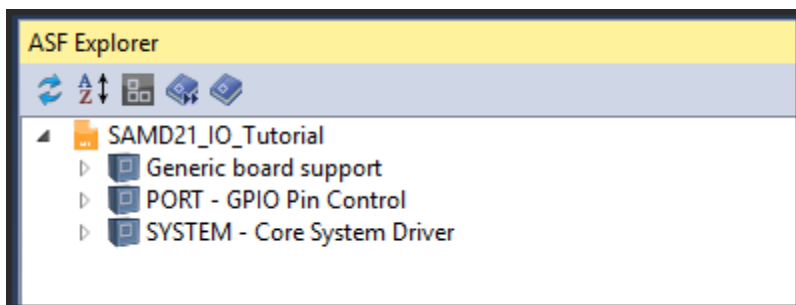 ASF Explorer
SAMD21_IO_Tutorial
Generic board support
PORT - GPIO Pin Control
SYSTEM - Core System Driver